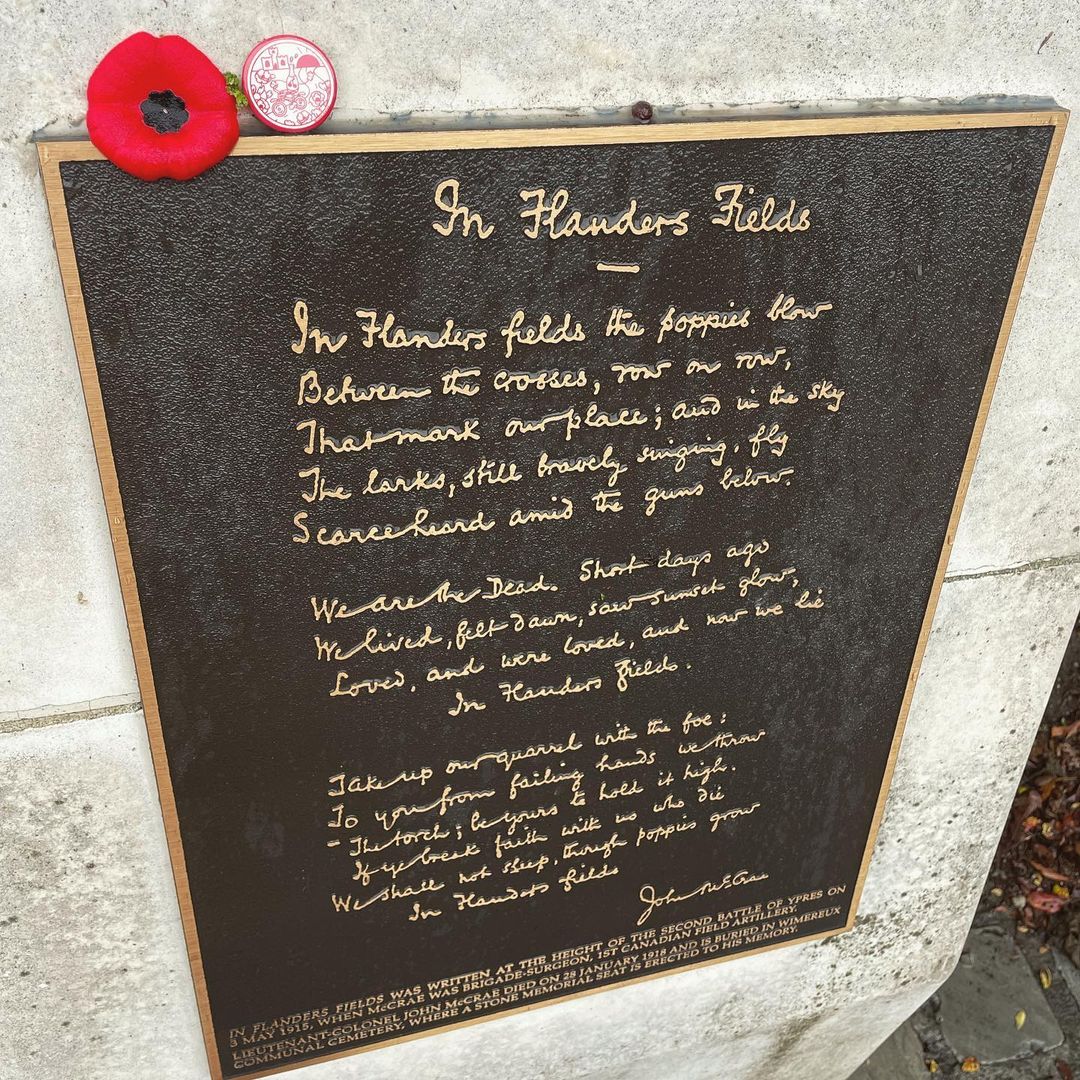 In Flanders Fields
In Flanders fields the poppies blow
Between the crosses, row on row,
That mark our place; and in the sky
The larks, still bravely singing, fly
Scarce heard amid the guns below.
We are the Dead. Short days ago
We lived, felt dawn, saw sunset glow,
Loved, and were loved, and now we lie
In Flanders fields.
Take up our quarrel with the foe:
To you from failing hands we throw
The torch; be yours to hold it high.
If ye break faith with us who die
We shall not sleep, though poppies grow
In Flanders fields
John McCrae
IN FLANDERS FIELDS WAS WRITTEN AT THE HEIGHT OF THE SECOND BATTLE OF YPRES ON
3 MAY 1915, WHEN McCRAE WAS BRIGADE-SURGEON, 1ST CANADIAN FIELD ARTILLERY.
LIEUTENANT-COLONEL JOHN McCRAE DIED ON 28 JANUARY 1918 AND IS BURIED IN WIMEREUX
COMMUNAL CEMETERY, WHERE A STONE MEMORIAL SEAT IS ERECTED TO HIS MEMORY.